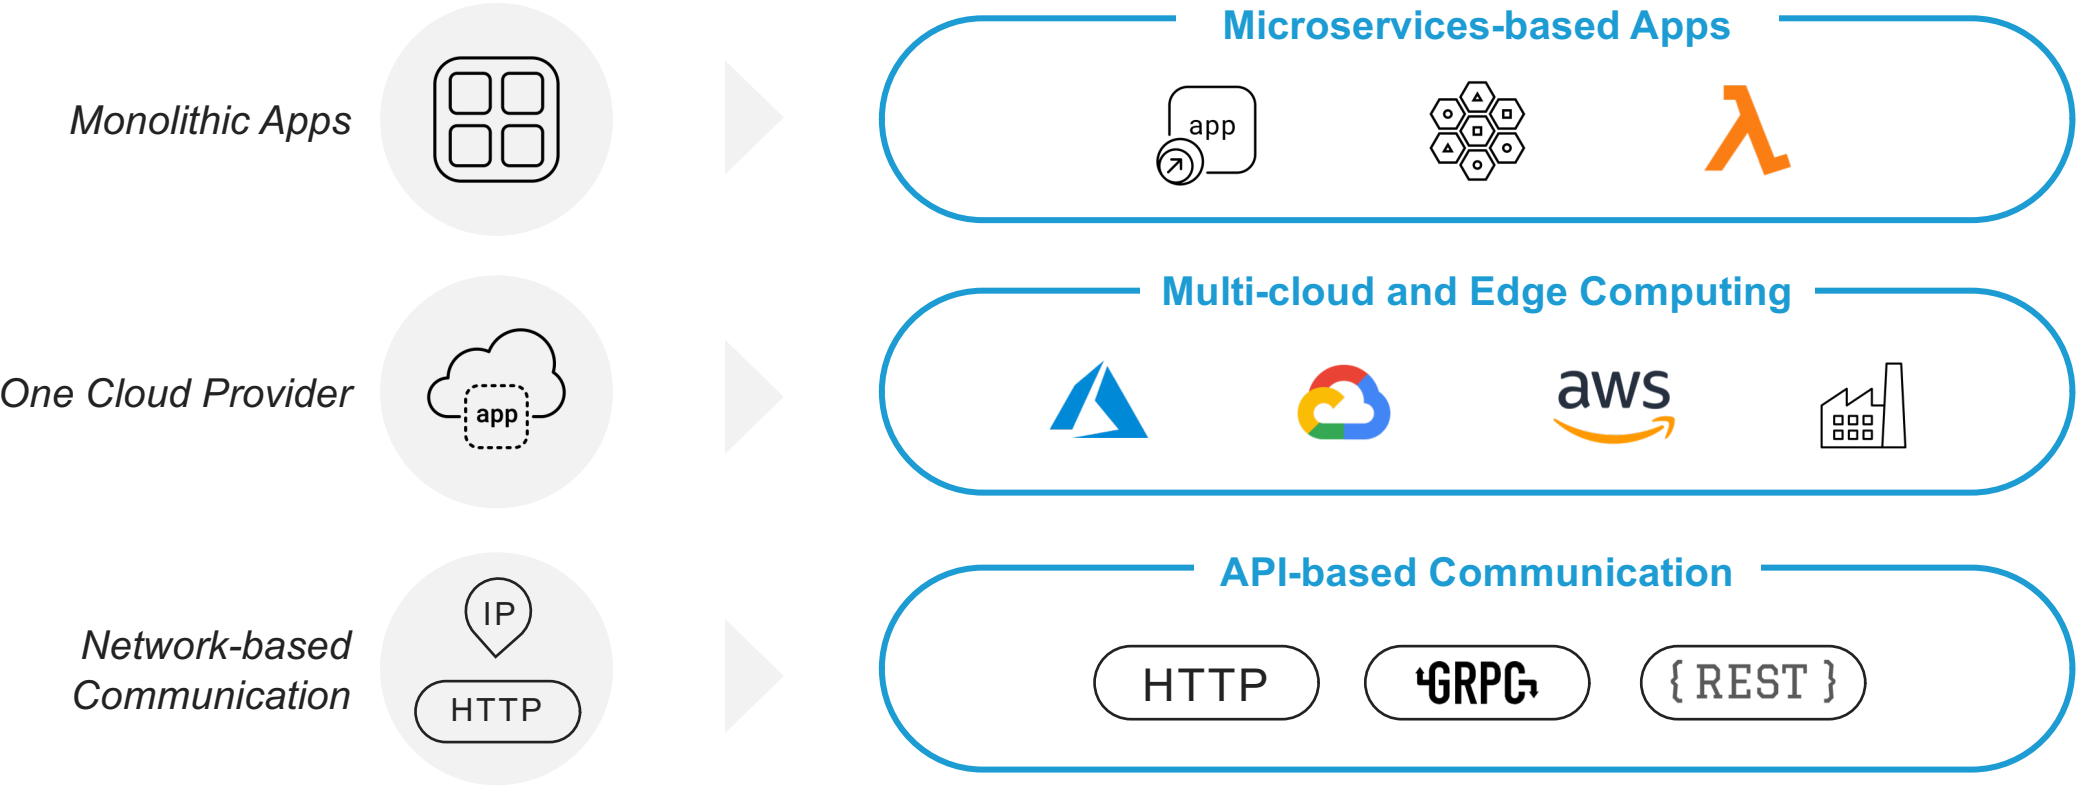 Microservices-based Apps
Monolithic Apps
app
Multi-cloud and Edge Computing
One Cloud Provider
app
aws
API-based Communication
Network-based
Communication
IP
HTTP
HTTP
GRPC
{ REST }